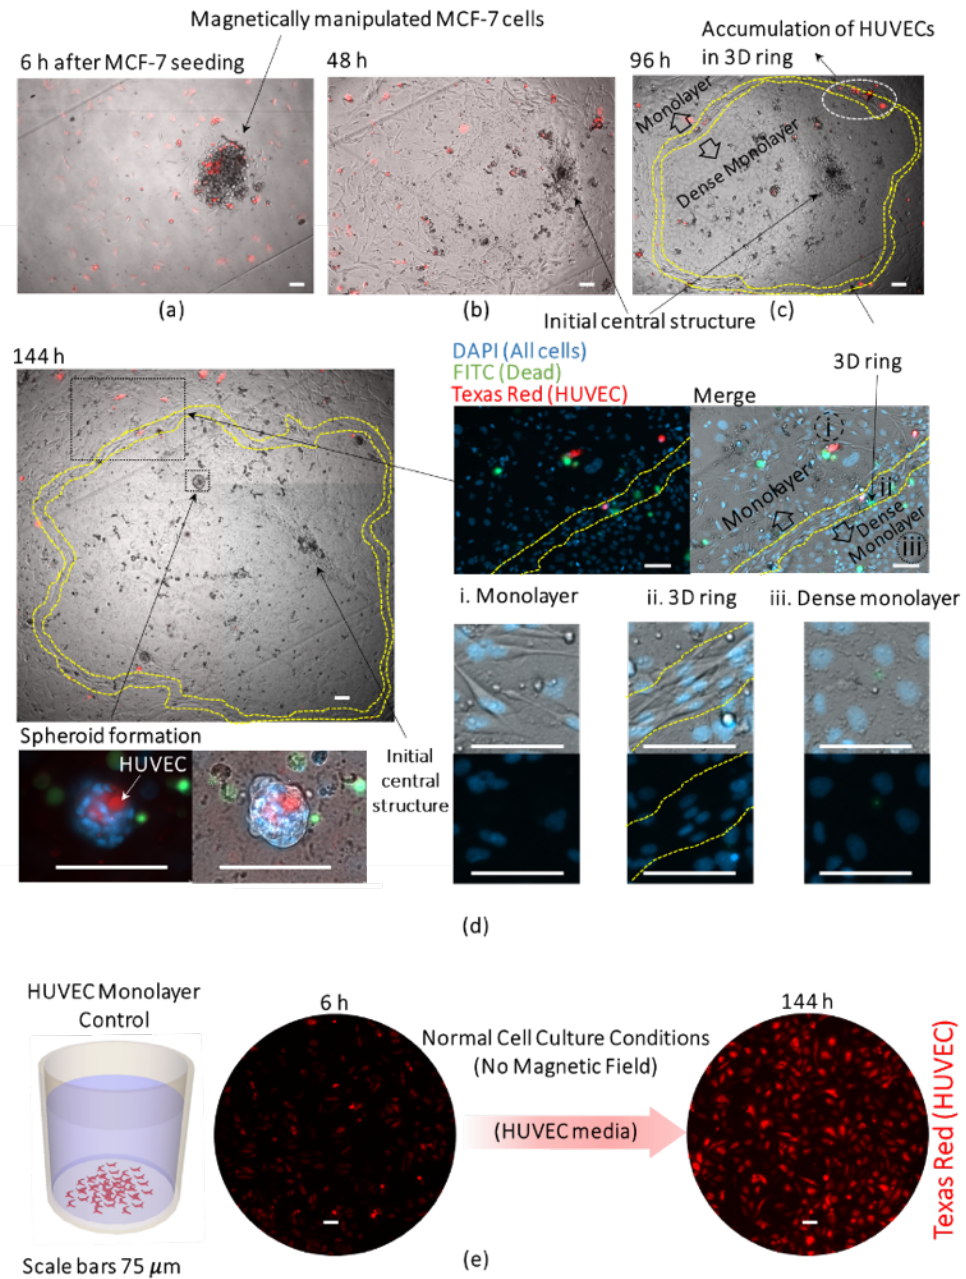 Magnetically manipulated MCF-7 cells
6 h after MCF-7 seeding
48 h
Accumulation of HUVECs
in 3D ring
96 h
Monolayer
Dense Monolayer
(a)
(b)
(c)
Initial central structure
144 h
DAPI (All cells)
FITC (Dead)
Texas Red (HUVEC)
Merge
3D ring
i
ii
iii
Monolayer
Dense
Monolayer
i. Monolayer
ii. 3D ring
iii. Dense monolayer
Spheroid formation
HUVEC
Initial
central
structure
(d)
HUVEC Monolayer
Control
6 h
Normal Cell Culture Conditions
(No Magnetic Field)
(HUVEC media)
144 h
Texas Red (HUVEC)
Scale bars 75 μm
(e)